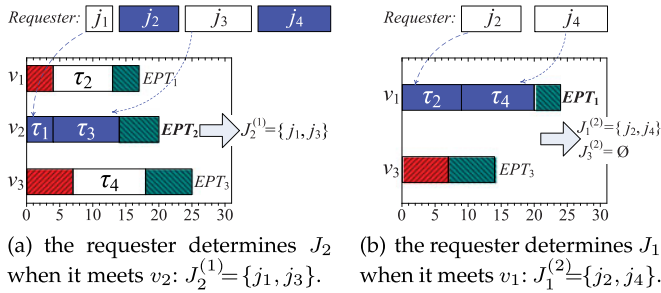 Requester: j1 j2 j3 j4
v1 τ2 EPT1
v2 τ1 τ3 EPT2 J2(1)={j1, j3}
v3 τ4 EPT3
0 5 10 15 20 25 30
(a) the requester determines J2
when it meets v2: J2(1)={j1, j3}.
Requester: j2 j4
v1 τ2 τ4 EPT1
J1(2)={j2, j4}
J3(2)=Ø
v3 EPT3
0 5 10 15 20 25 30
(b) the requester determines J1
when it meets v1: J1(2)={j2, j4}.